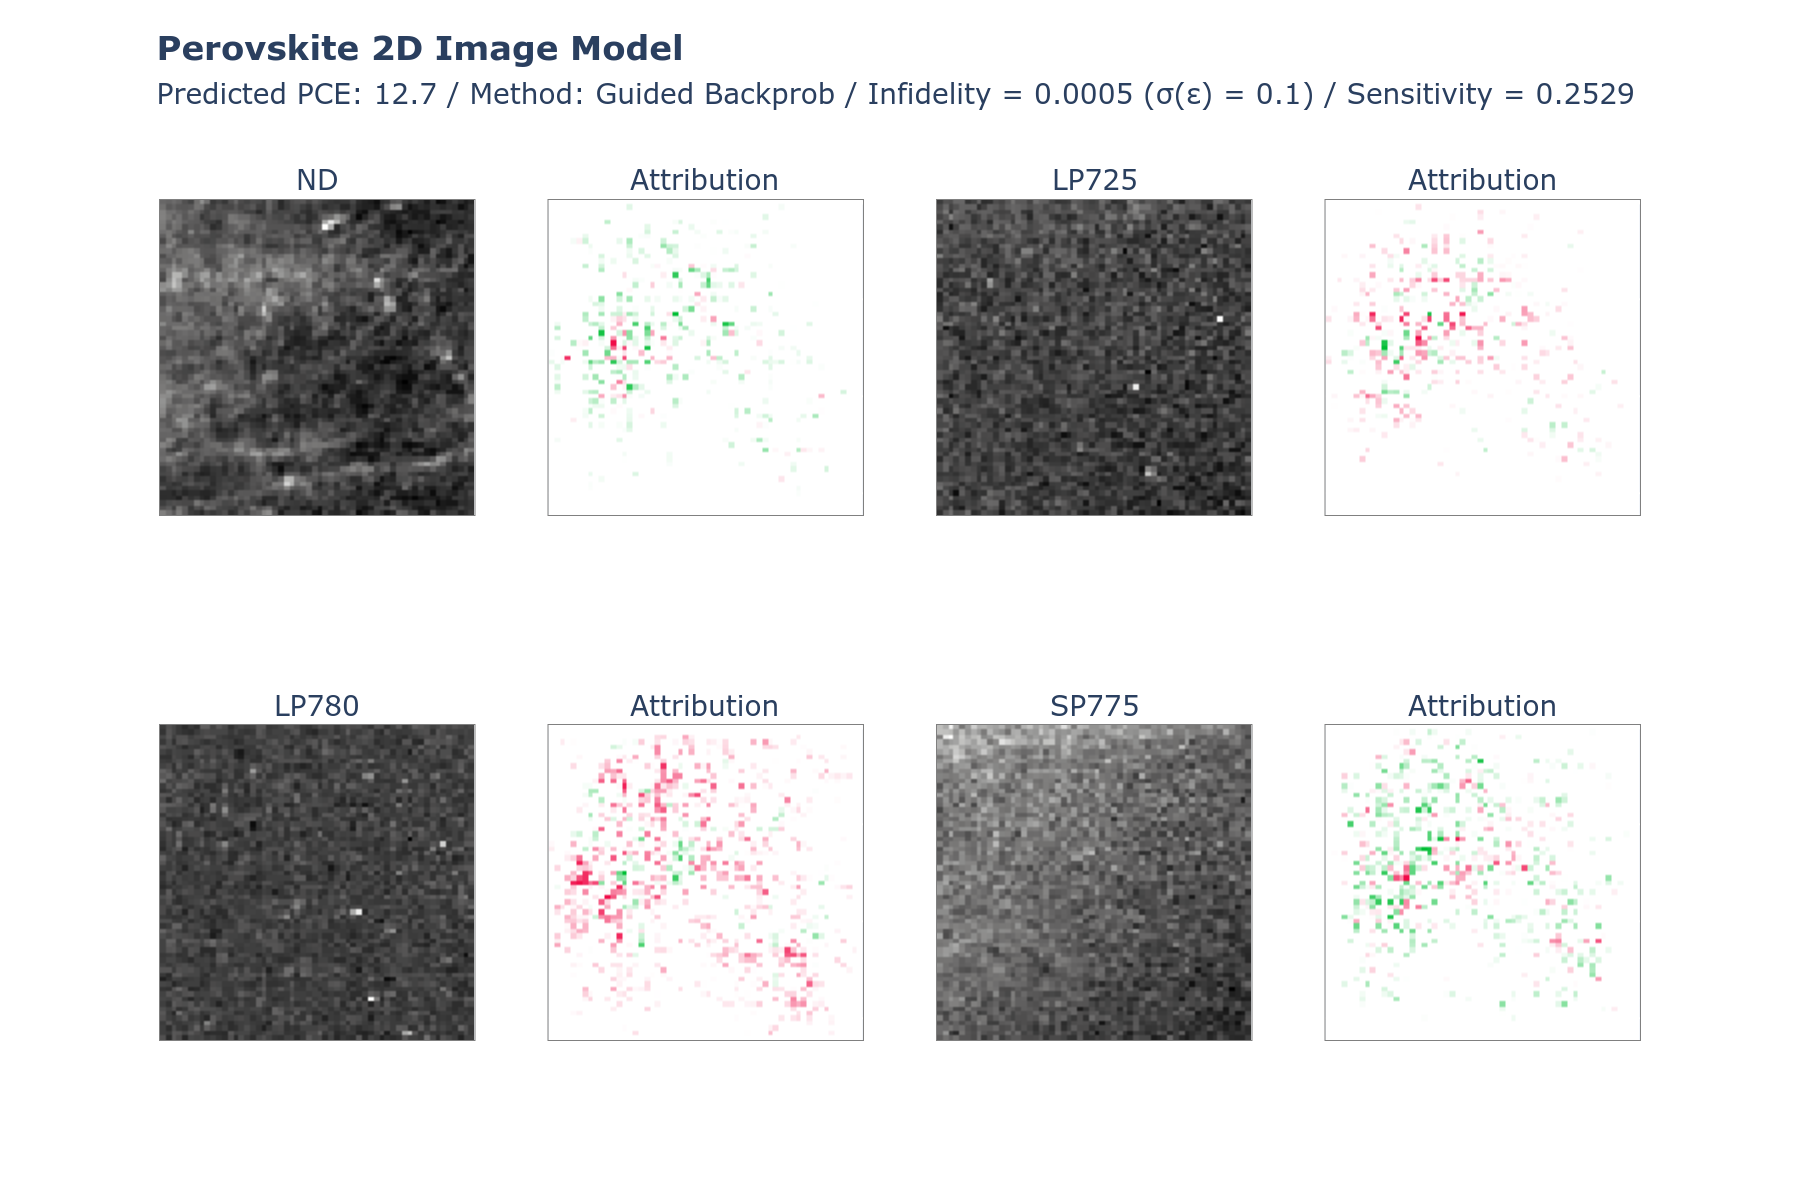 Perovskite 2D Image Model
Predicted PCE: 12.7 / Method: Guided Backprob / Infidelity = 0.0005 (σ(ε) = 0.1) / Sensitivity = 0.2529
ND Attribution LP725 Attribution
LP780 Attribution SP775 Attribution